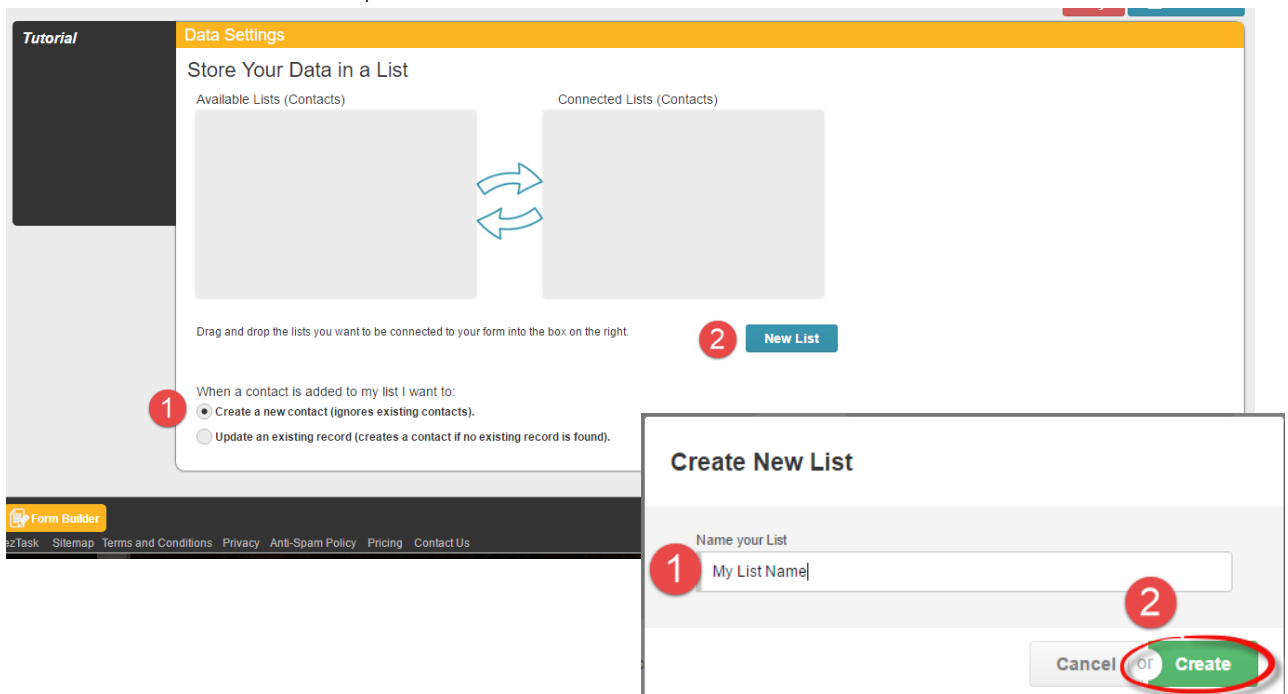 Tutorial
Data Settings
Store Your Data in a List
Available Lists (Contacts)
Connected Lists (Contacts)
Drag and drop the lists you want to be connected to your form into the box on the right.
2
New List
When a contact is added to my list I want to:
1
Create a new contact (ignores existing contacts).
Update an existing record (creates a contact if no existing record is found).
Form Builder
ezTask Sitemap Terms and Conditions Privacy Anti-Spam Policy Pricing Contact Us
Create New List
Name your List
1
My List Name
2
Cancel or Create